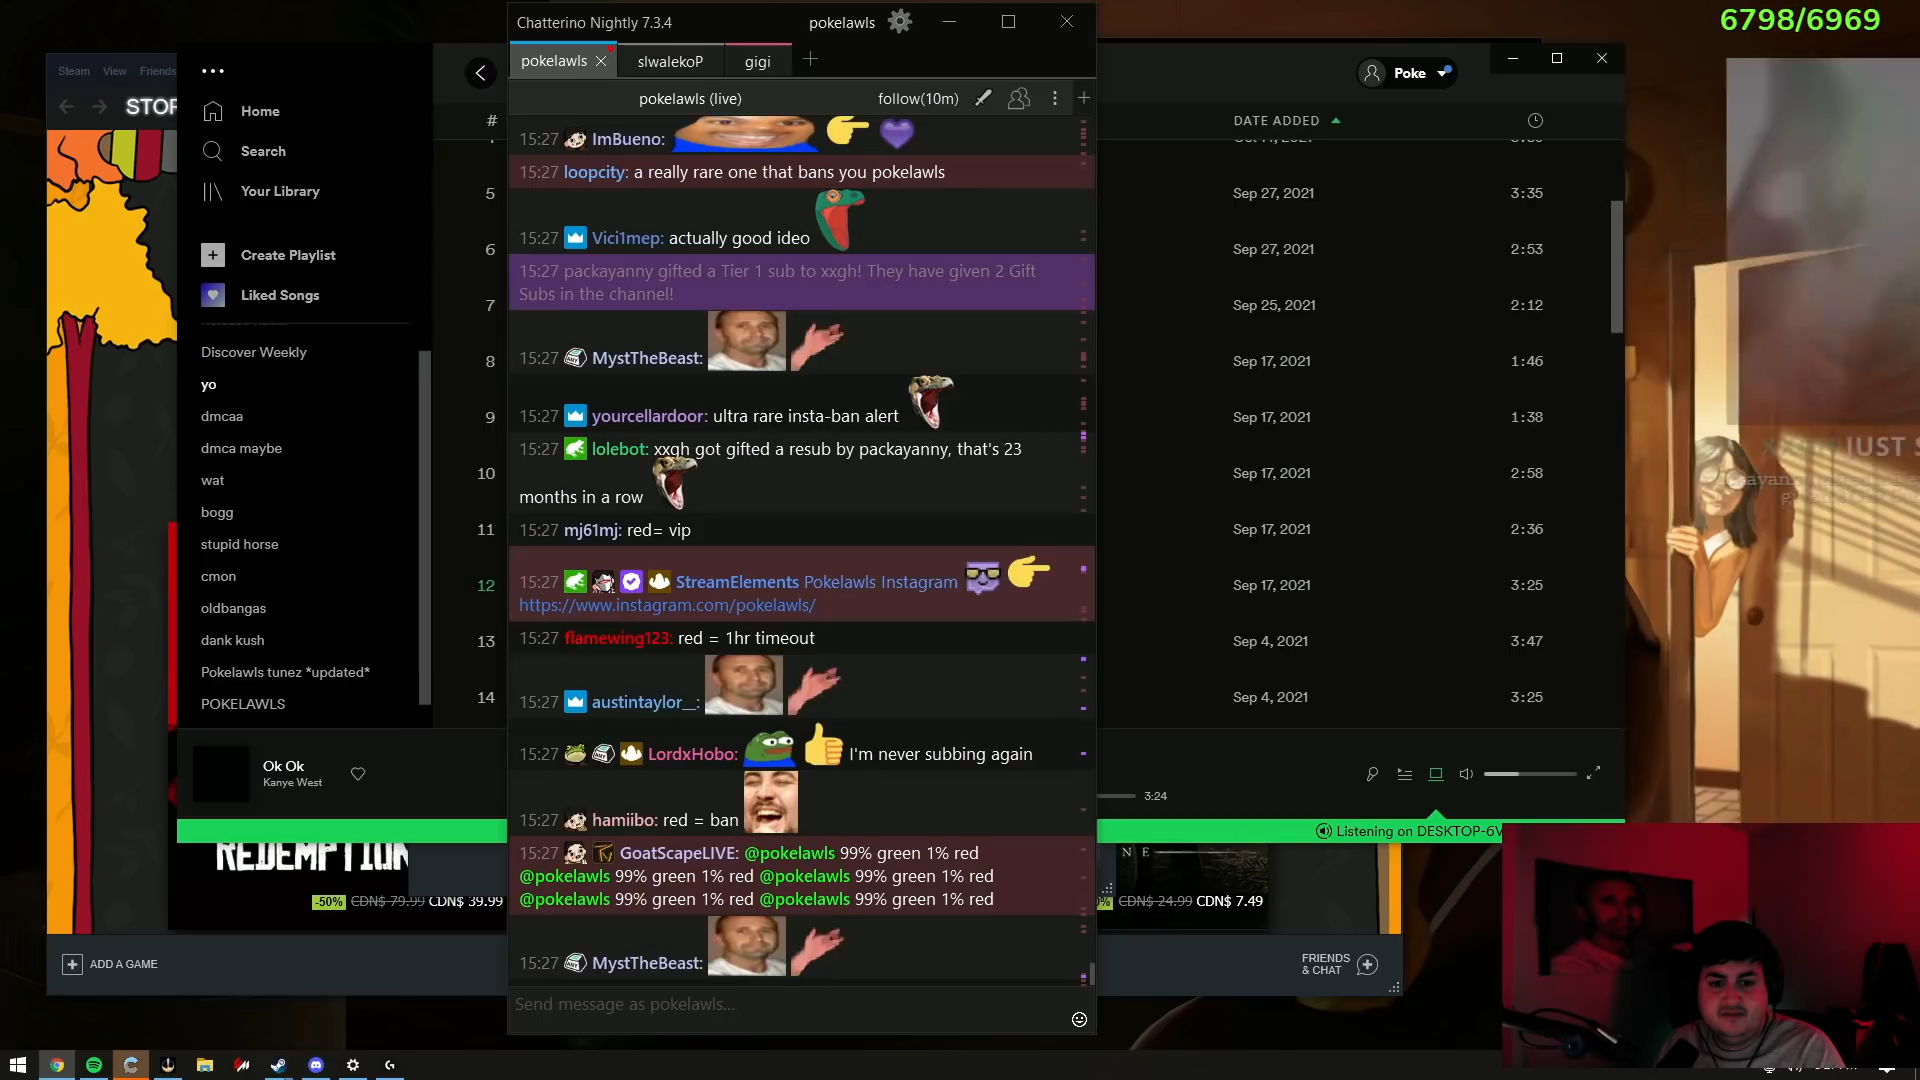 Chatterino Nightly 7.3.4
pokelawls
6798/6969
pokelawls
slwalekoP
gigi
pokelawls (live)
follow(10m)
15:27 ImBueno:
15:27 loopcity: a really rare one that bans you pokelawls
15:27 Vici1mep: actually good ideo
15:27 packayanny gifted a Tier 1 sub to xxgh! They have given 2 Gift
Subs in the channel!
15:27 MystTheBeast:
15:27 yourcellardoor: ultra rare insta-ban alert
15:27 lolebot: xxgh got gifted a resub by packayanny, that's 23
months in a row
15:27 mj61mj: red= vip
15:27 StreamElements Pokelawls Instagram
https://www.instagram.com/pokelawls/
15:27 flamewing123: red = 1hr timeout
15:27 austintaylor__:
15:27 LordxHobo: I'm never subbing again
15:27 hamiibo: red = ban
15:27 GoatScapeLIVE: @pokelawls 99% green 1% red
@pokelawls 99% green 1% red @pokelawls 99% green 1% red
@pokelawls 99% green 1% red @pokelawls 99% green 1% red
15:27 MystTheBeast:
Send message as pokelawls...
Steam View Friends
STOR
Home
Search
Your Library
Create Playlist
Liked Songs
Discover Weekly
yo
dmcaa
dmca maybe
wat
bogg
stupid horse
cmon
oldbangas
dank kush
Pokelawls tunez *updated*
POKELAWLS
Ok Ok
Kanye West
Poke
# DATE ADDED
5 Sep 27, 2021 3:35
6 Sep 27, 2021 2:53
7 Sep 25, 2021 2:12
8 Sep 17, 2021 1:46
9 Sep 17, 2021 1:38
10 Sep 17, 2021 2:58
11 Sep 17, 2021 2:36
12 Sep 17, 2021 3:25
13 Sep 4, 2021 3:47
14 Sep 4, 2021 3:25
3:24
Listening on DESKTOP-6V
JUST S
REDEMPTION
-50% CDN$ 79.99 CDN$ 39.99
N E
CDN$ 24.99 CDN$ 7.49
ADD A GAME
FRIENDS
& CHAT